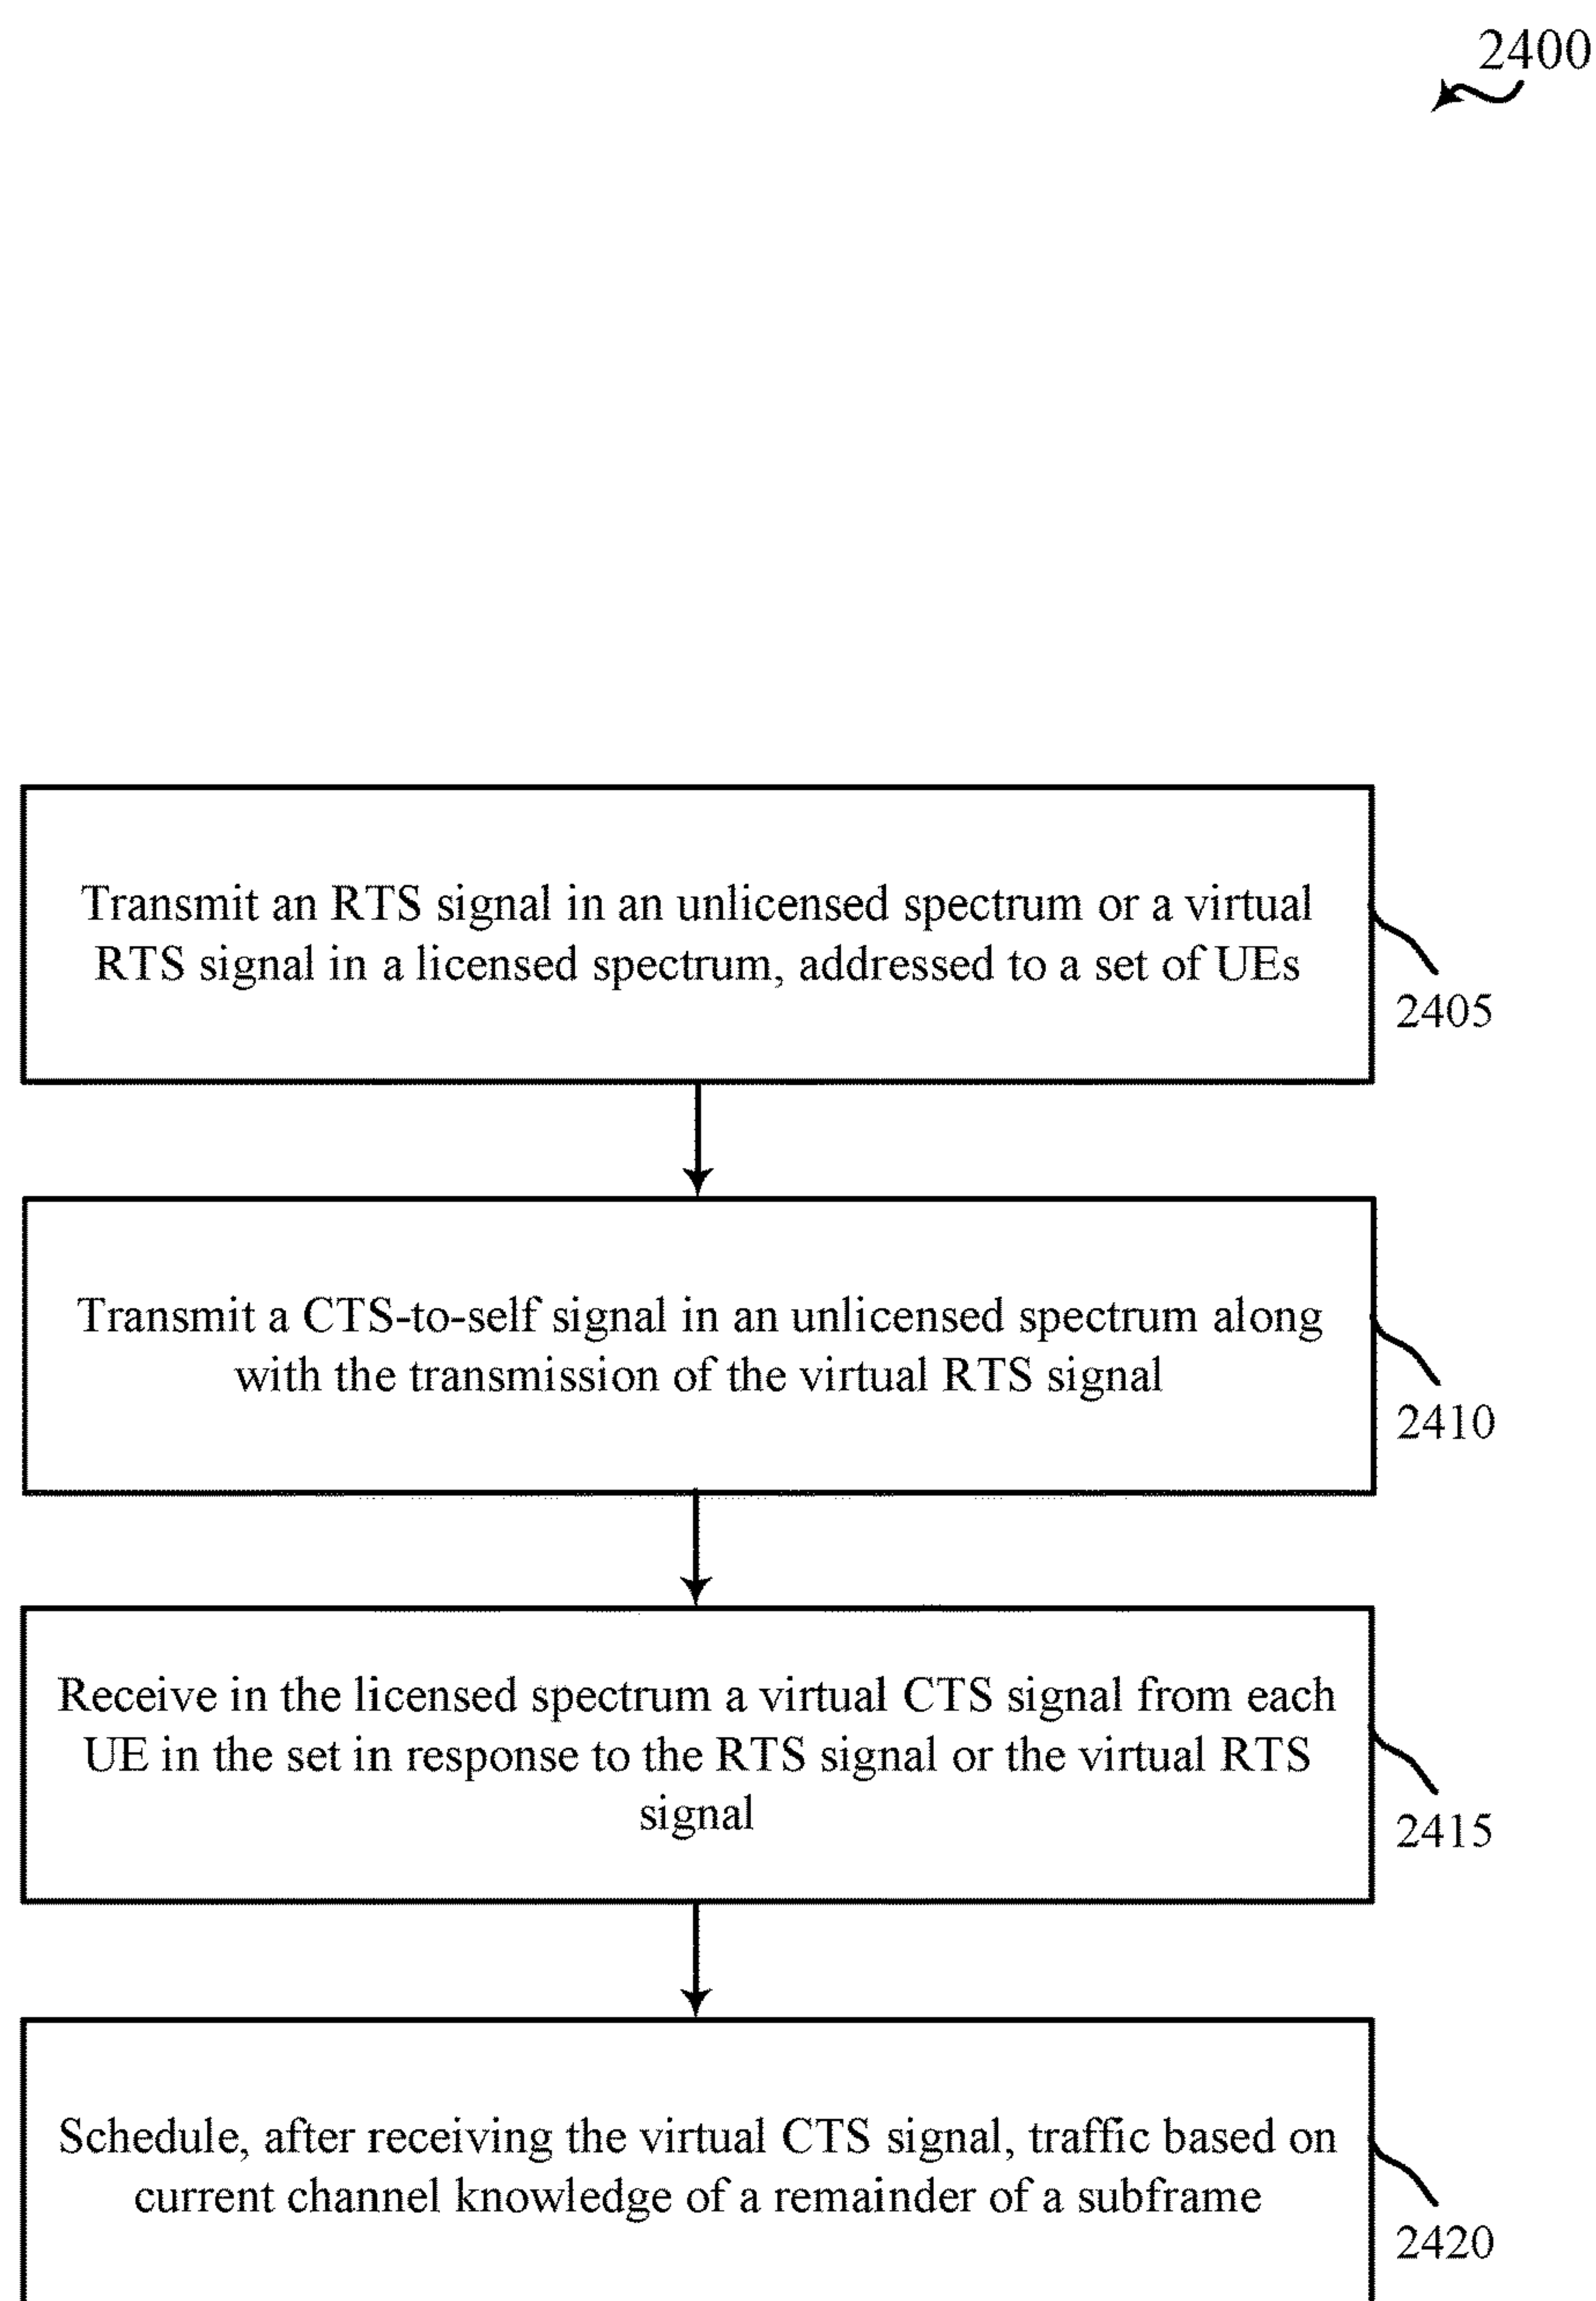 2400
Transmit an RTS signal in an unlicensed spectrum or a virtual
RTS signal in a licensed spectrum, addressed to a set of UEs
2405
Transmit a CTS-to-self signal in an unlicensed spectrum along
with the transmission of the virtual RTS signal
2410
Receive in the licensed spectrum a virtual CTS signal from each
UE in the set in response to the RTS signal or the virtual RTS
signal
2415
Schedule, after receiving the virtual CTS signal, traffic based on
current channel knowledge of a remainder of a subframe
2420